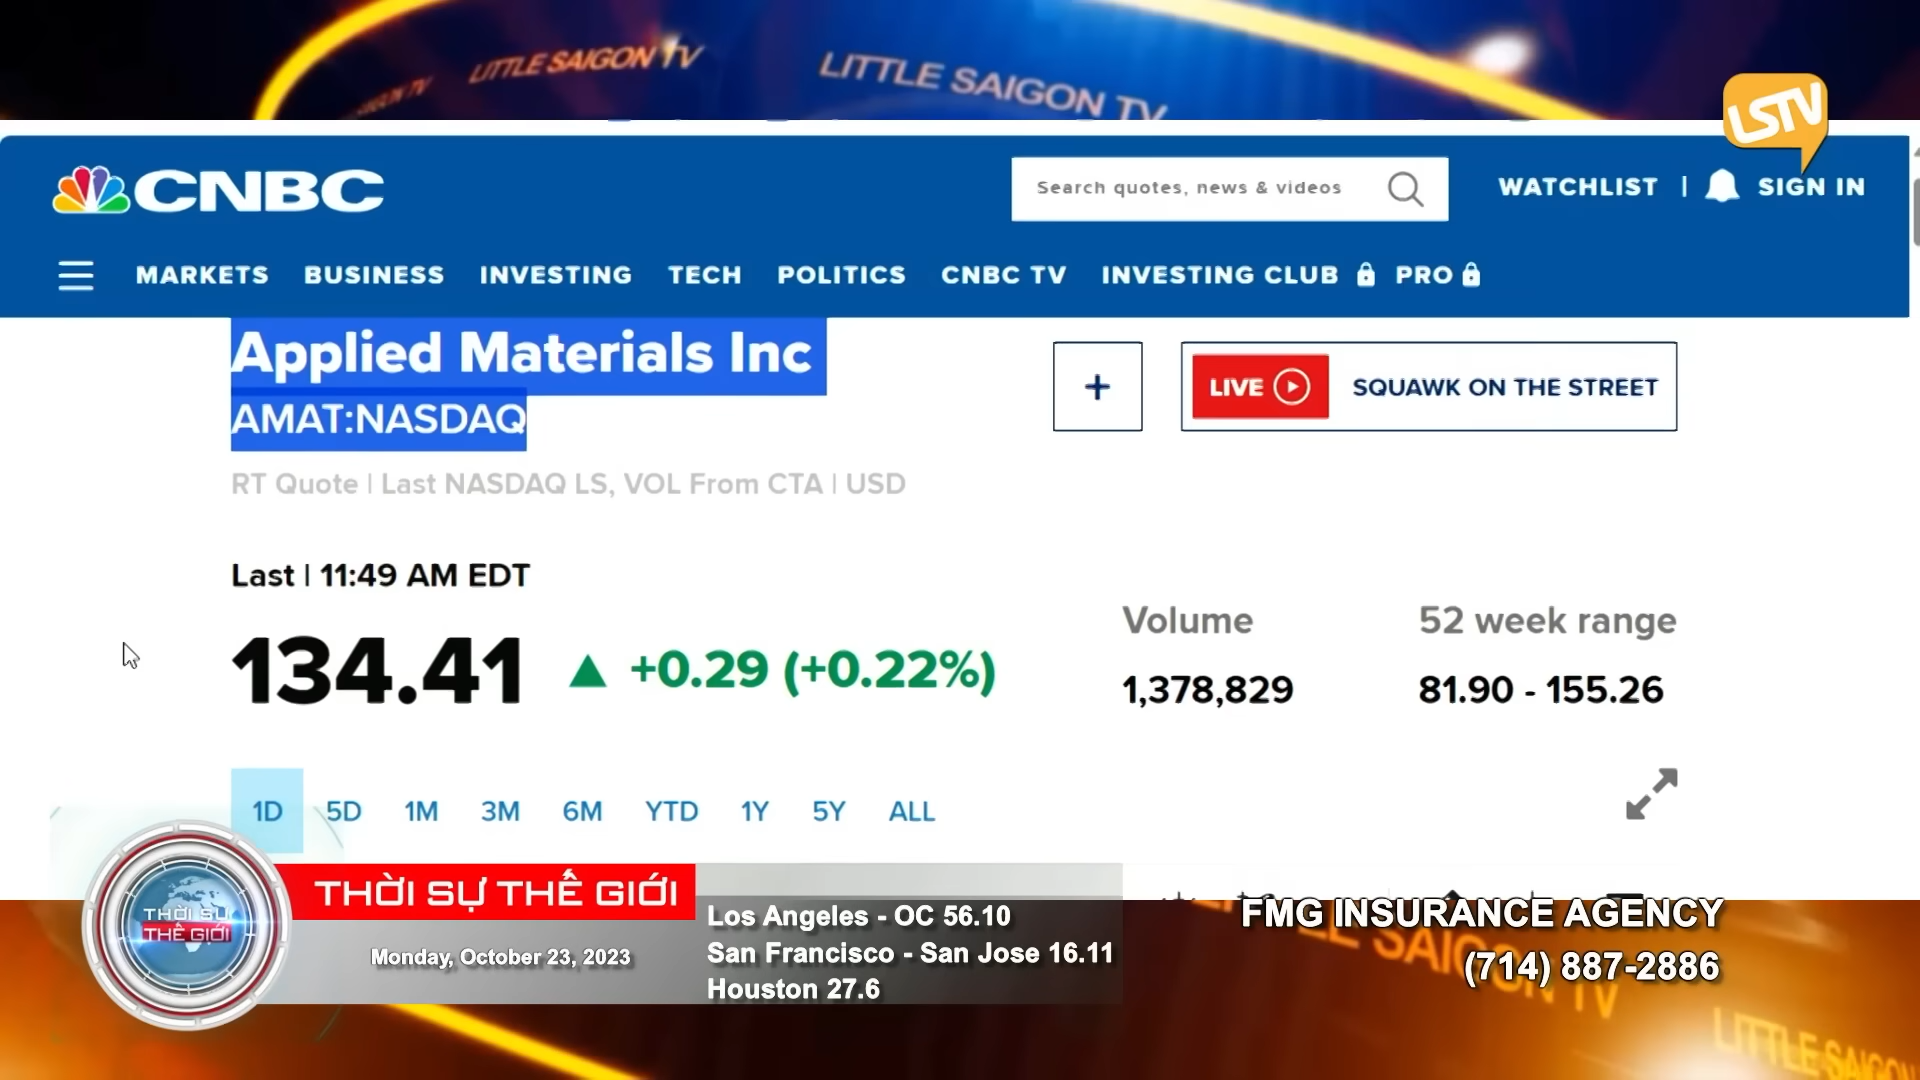 LITTLE SAIGON TV
LITTLE SAIGON TV
SAIGON TV
LSTV
CNBC
Search quotes, news & videos
WATCHLIST | SIGN IN
MARKETS BUSINESS INVESTING TECH POLITICS CNBC TV INVESTING CLUB PRO
Applied Materials Inc
AMAT:NASDAQ
+
LIVE SQUAWK ON THE STREET
RT Quote | Last NASDAQ LS, VOL From CTA | USD
Last | 11:49 AM EDT
134.41 ▲ +0.29 (+0.22%)
Volume
1,378,829
52 week range
81.90 - 155.26
1D 5D 1M 3M 6M YTD 1Y 5Y ALL
THỜI SỰ
THẾ GIỚI
THỜI SỰ THẾ GIỚI
Monday, October 23, 2023
Los Angeles - OC 56.10
San Francisco - San Jose 16.11
Houston 27.6
FMG INSURANCE AGENCY
(714) 887-2886
LITTLE SAIGON